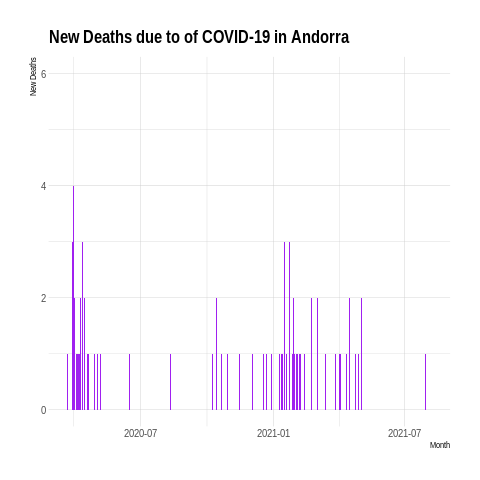 New Deaths due to of COVID-19 in Andorra
New Deaths
6
4
2
0
2020-07 2021-01 2021-07
Month